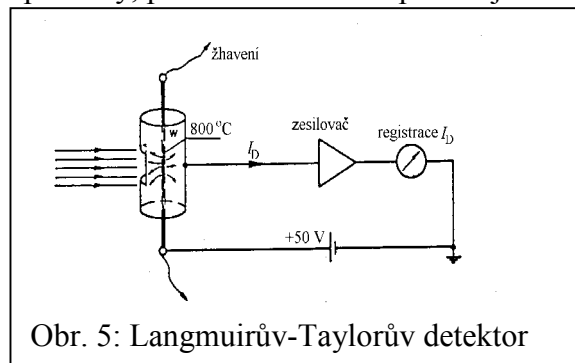 žhavení
W 800 °C
I_D
zesilovač
registrace I_D
+50 V
Obr. 5: Langmuirův-Taylorův detektor